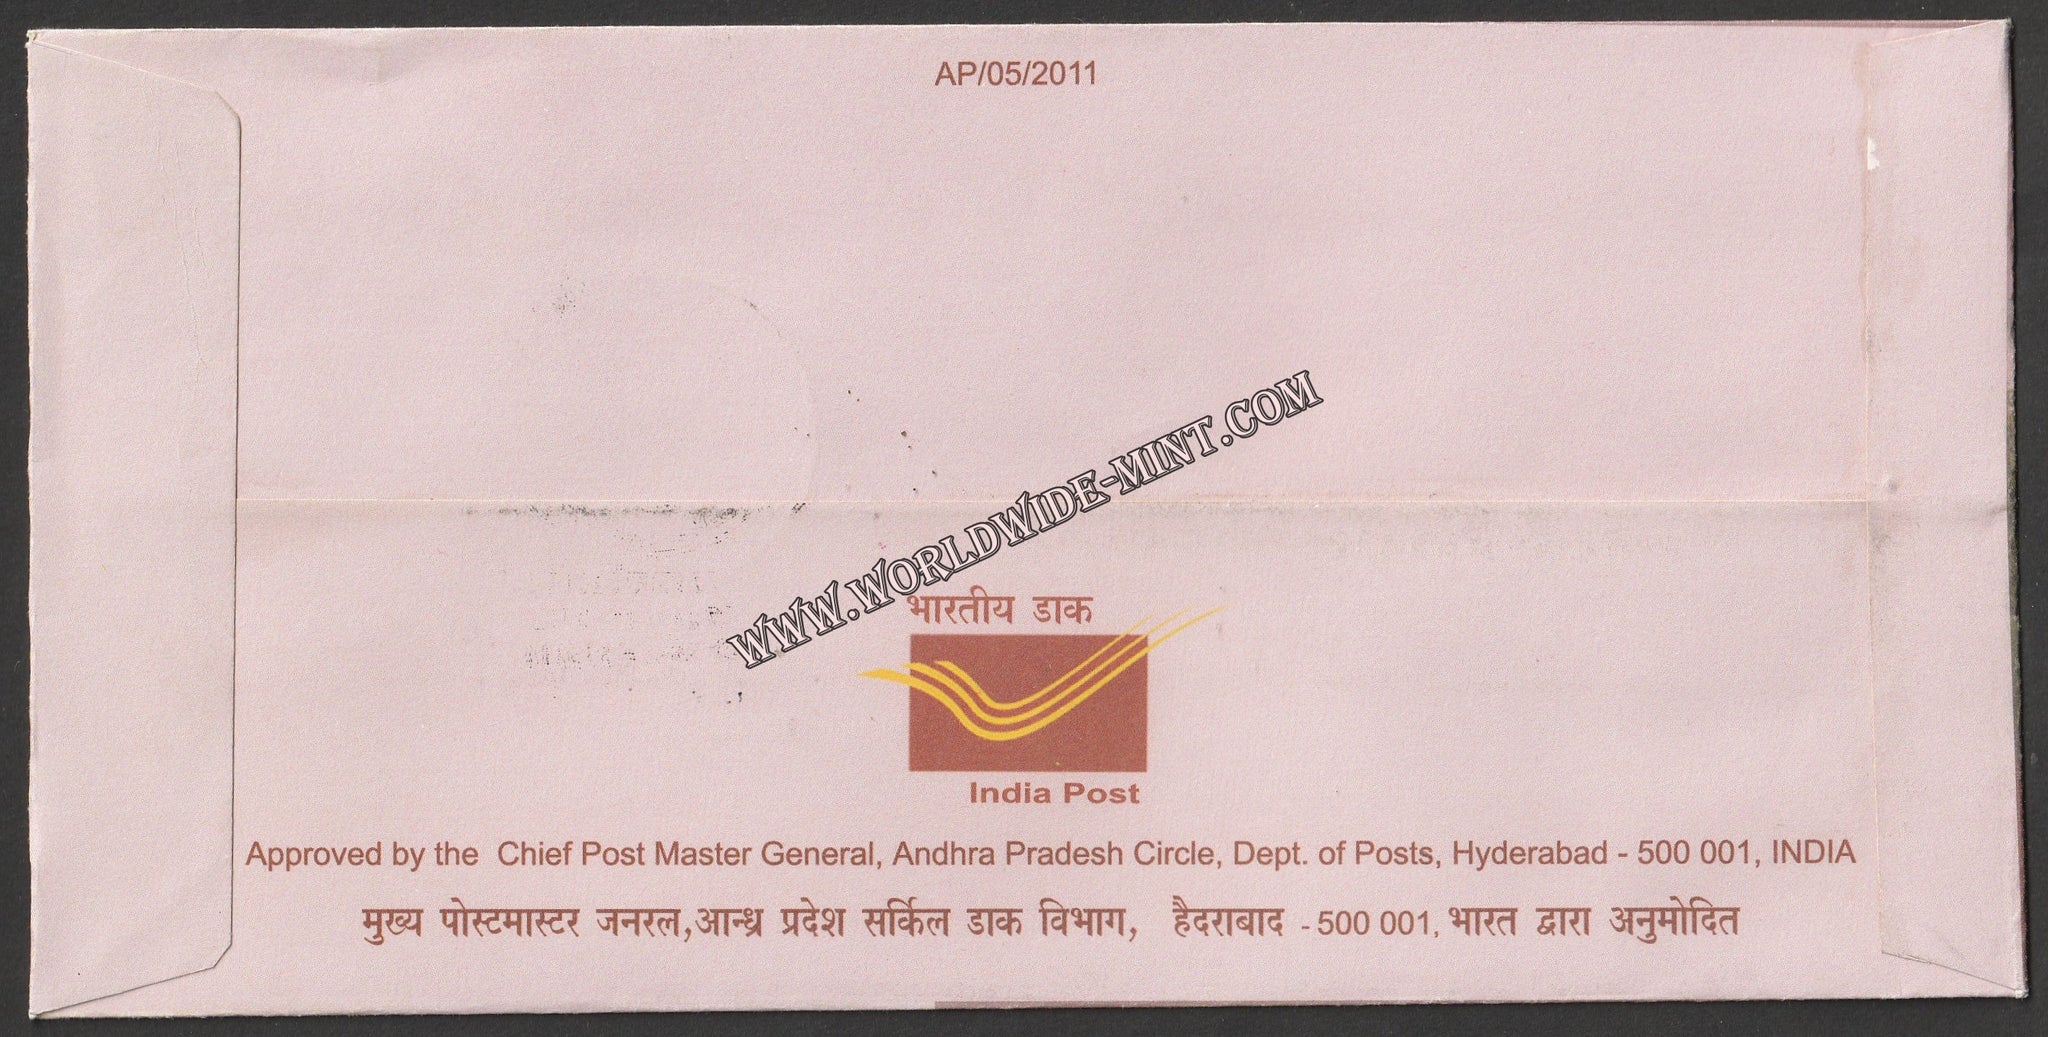 AP/05/2011
WWW.WORLDWIDE-MINT.COM
भारतीय डाक
India Post
Approved by the Chief Post Master General, Andhra Pradesh Circle, Dept. of Posts, Hyderabad - 500 001, INDIA
मुख्य पोस्टमास्टर जनरल,आन्ध्र प्रदेश सर्किल डाक विभाग, हैदराबाद - 500 001, भारत द्वारा अनुमोदित